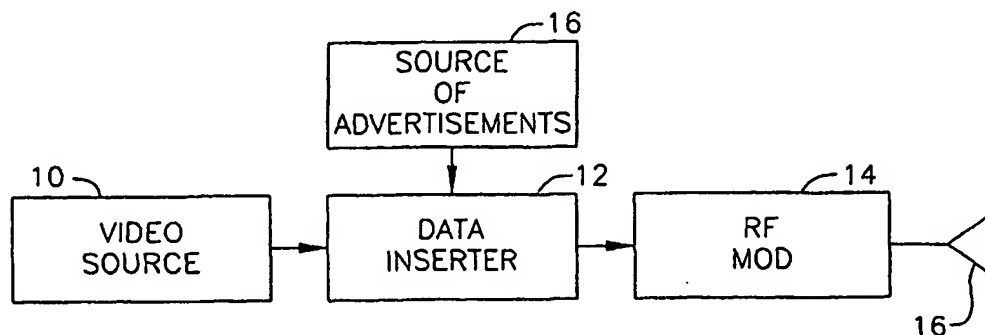 16
SOURCE
OF
ADVERTISEMENTS
10
12
14
VIDEO
SOURCE
DATA
INSERTER
RF
MOD
16